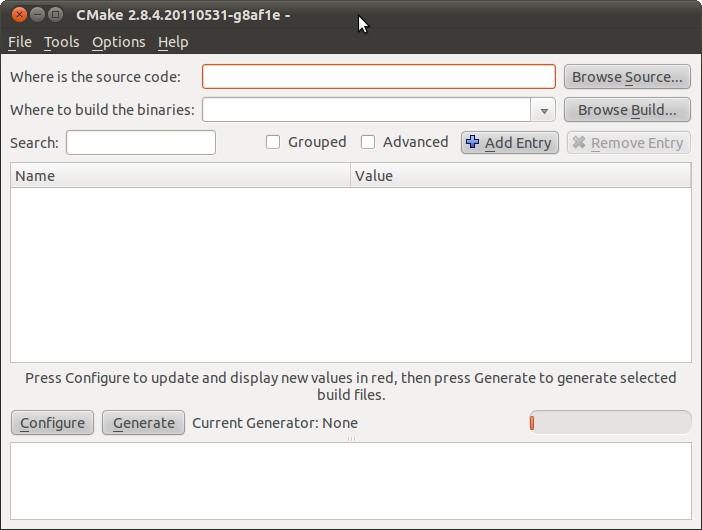 CMake 2.8.4.20110531-g8af1e -
File Tools Options Help
Where is the source code: Browse Source...
Where to build the binaries: Browse Build...
Search: Grouped Advanced Add Entry Remove Entry
Name Value
Press Configure to update and display new values in red, then press Generate to generate selected
build files.
Configure Generate Current Generator: None